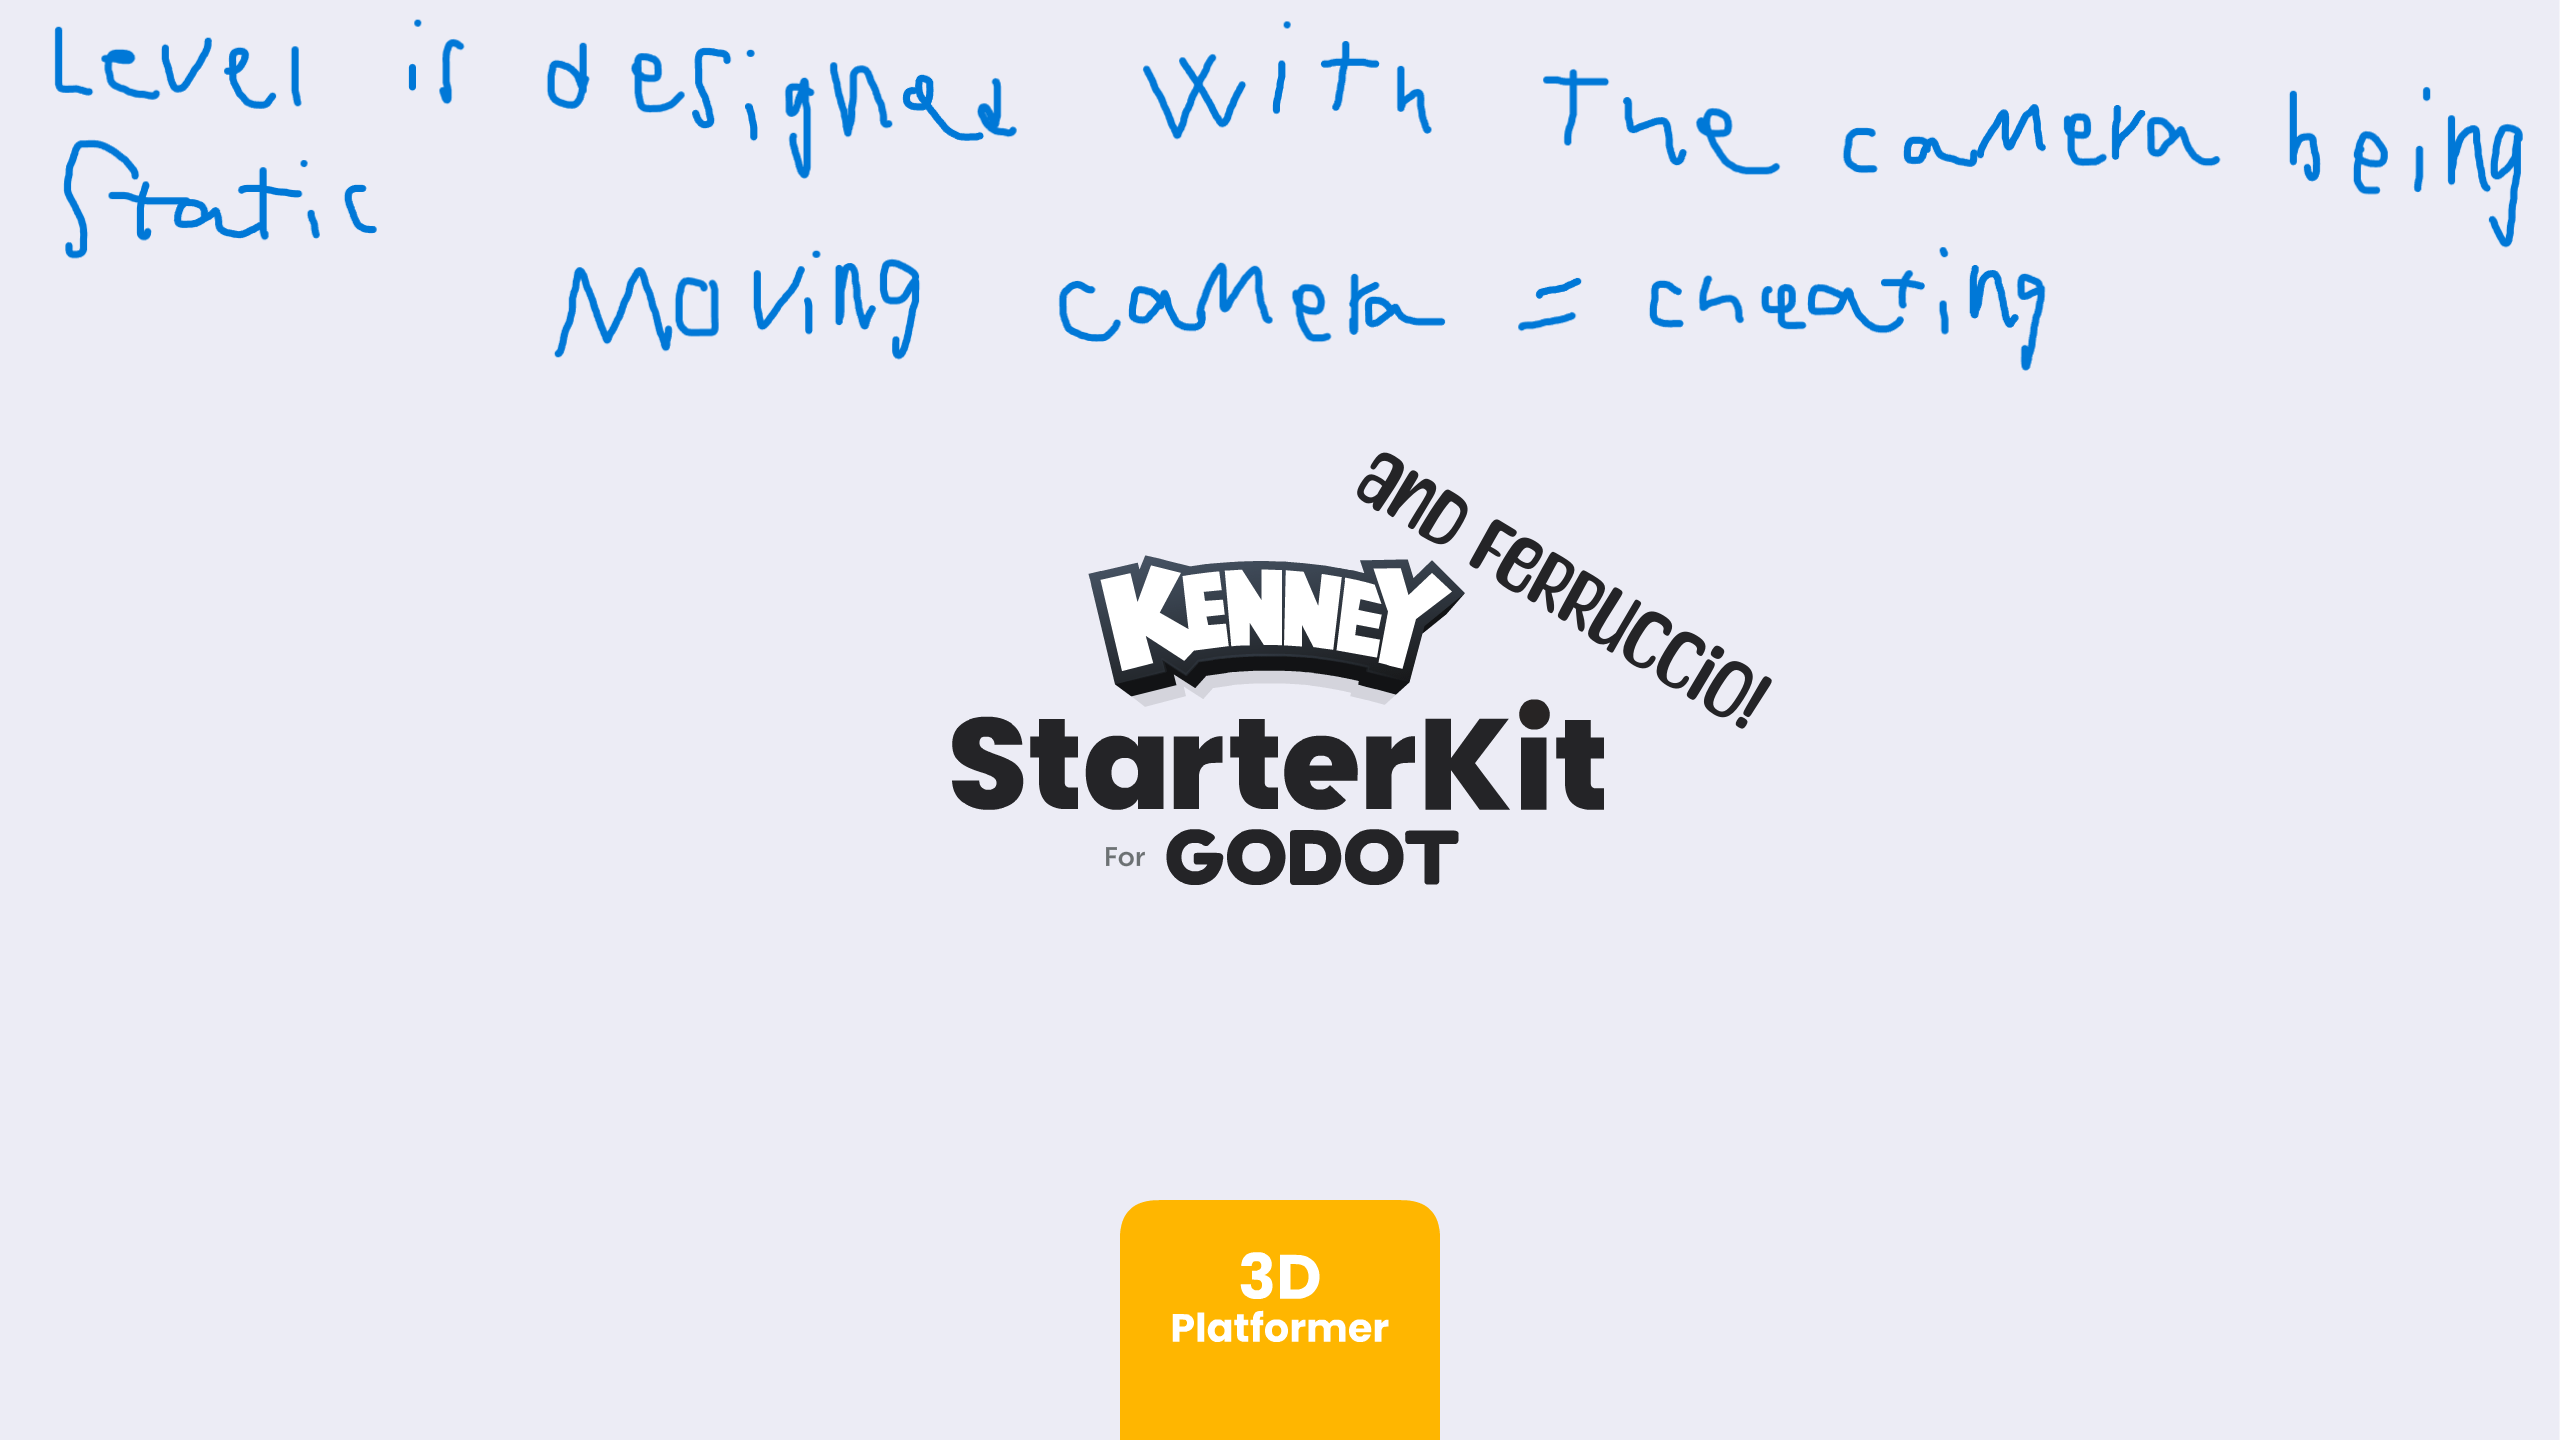 Level is designed with the camera being
static
Moving camera = cheating
and Ferruccio!
KENNEY
StarterKit
For GODOT
3D
Platformer